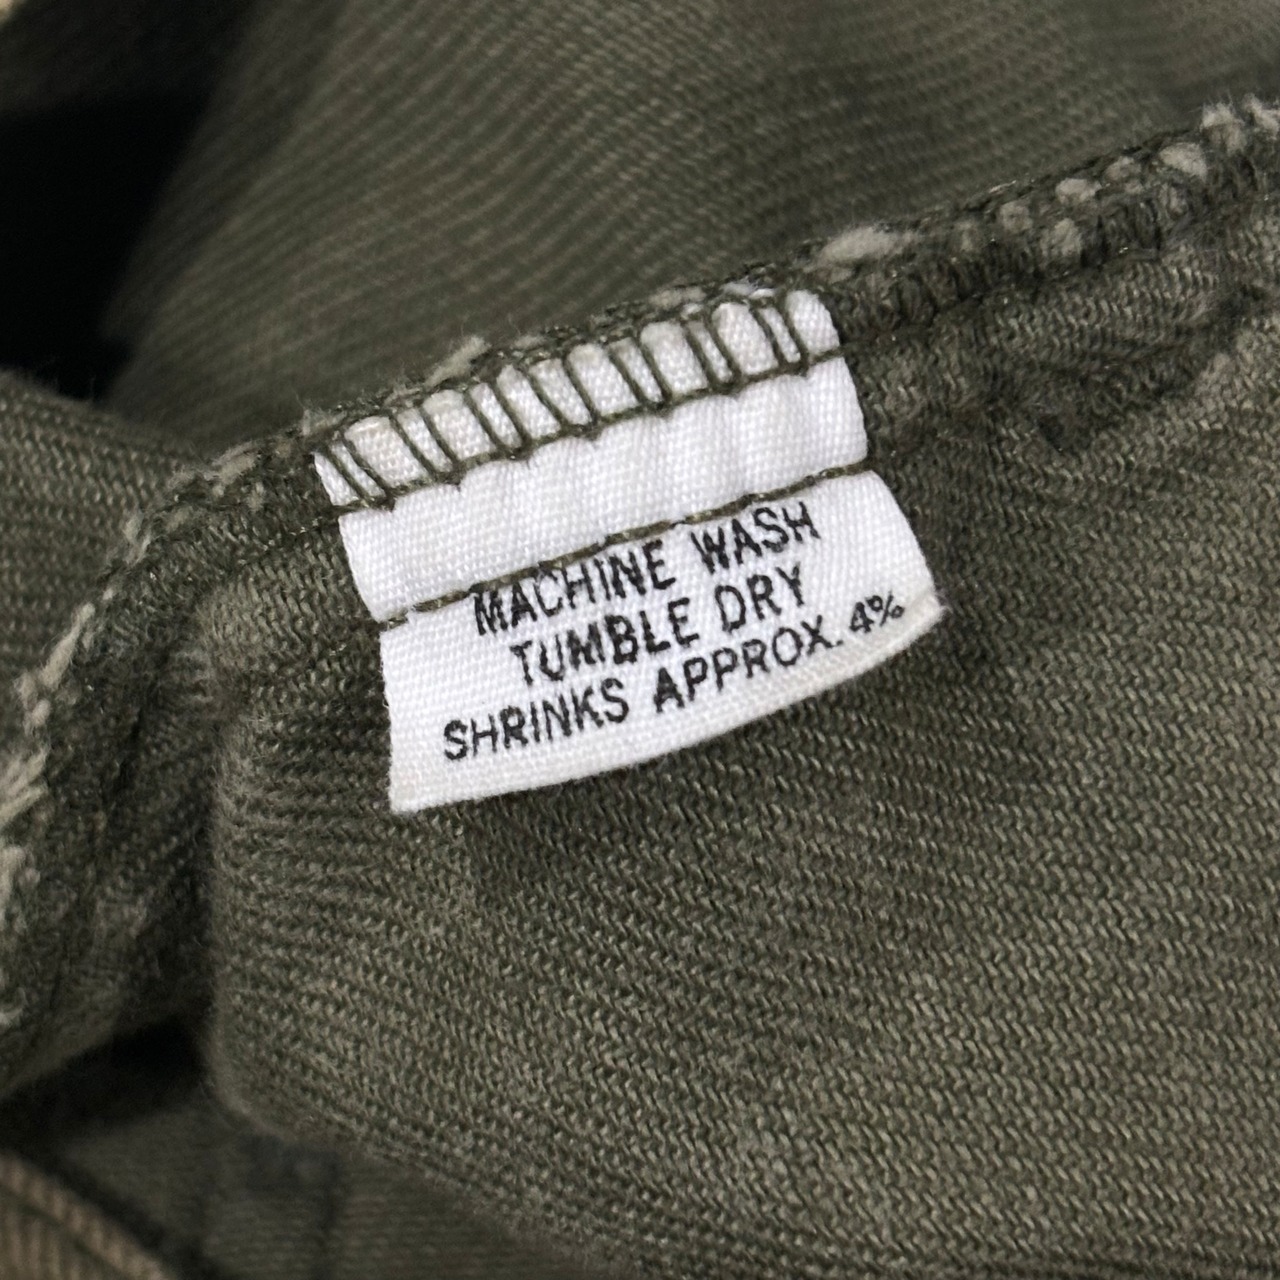 MACHINE WASH
TUMBLE DRY
SHRINKS APPROX. 4%